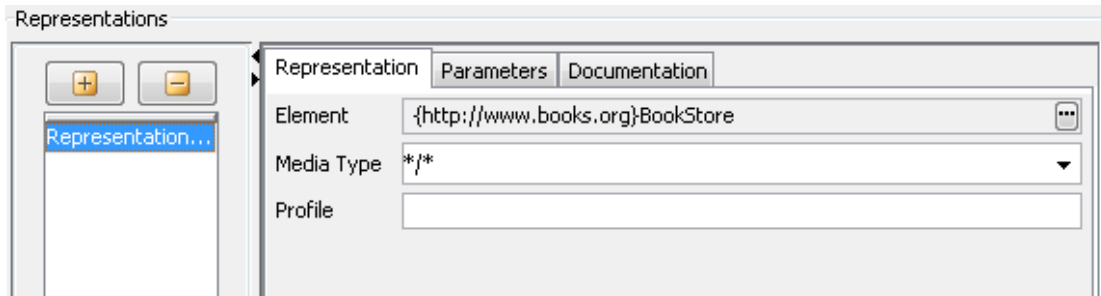 Representations
Representation...
Representation Parameters Documentation
Element {http://www.books.org}BookStore
Media Type */*
Profile